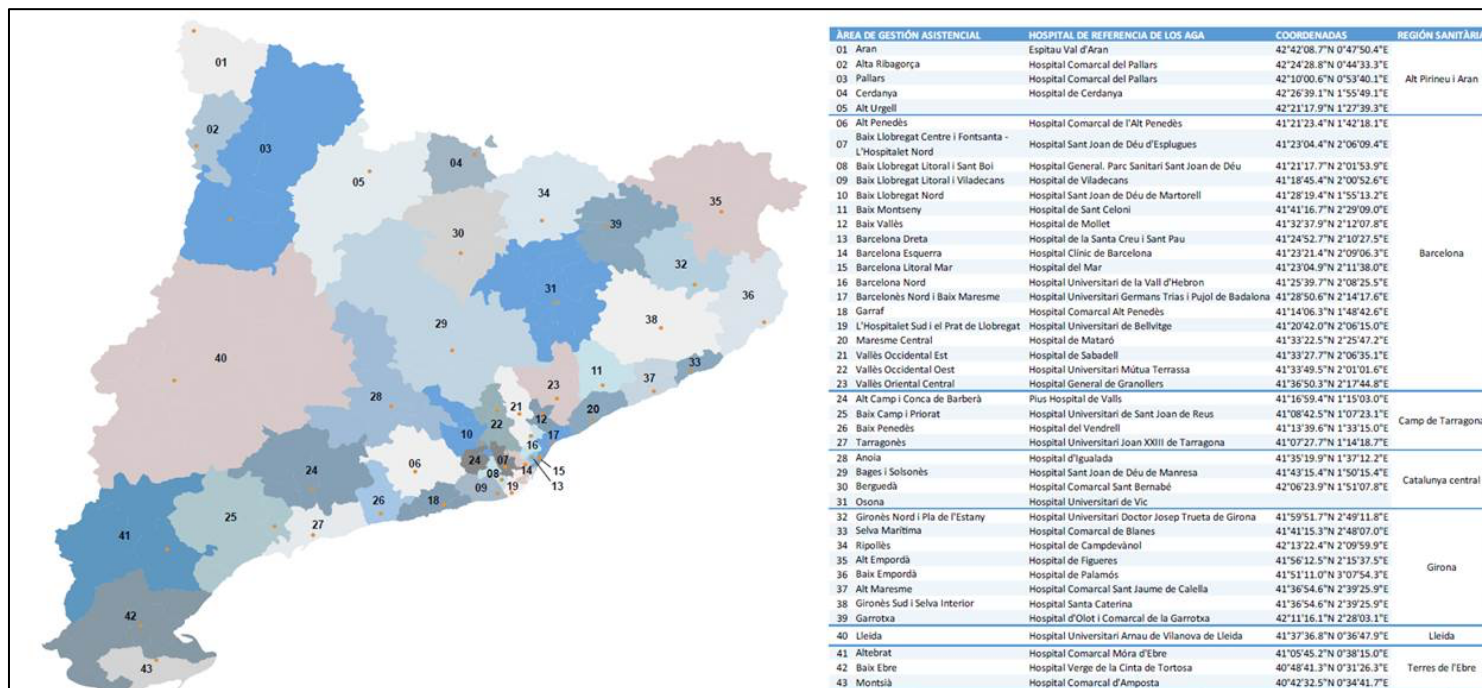 01
02
03
04
05
34
35
39
30
32
31
36
29
38
40
33
11
37
23
28
20
21
12
10
22
17
16
24
07
06
14
15
08
13
24
09
19
26
18
25
27
41
42
43
ÀREA DE GESTIÓN ASISTENCIAL HOSPITAL DE REFERENCIA DE LOS AGA COORDENADAS REGIÓN SANITÀRIA
01 Aran Espitau Val d'Aran 42°42'08.7"N 0°47'50.4"E
02 Alta Ribagorça Hospital Comarcal del Pallars 42°24'28.8"N 0°44'33.3"E
03 Pallars Hospital Comarcal del Pallars 42°10'00.6"N 0°53'40.1"E Alt Pirineu i Aran
04 Cerdanya Hospital de Cerdanya 42°26'39.1"N 1°55'49.1"E
05 Alt Urgell 42°21'17.9"N 1°27'39.3"E
06 Alt Penedès Hospital Comarcal de l'Alt Penedès 41°21'23.4"N 1°42'18.1"E
07 Baix Llobregat Centre i Fontsanta -
L'Hospitalet Nord Hospital Sant Joan de Déu d'Esplugues 41°23'04.4"N 2°06'09.4"E
08 Baix Llobregat Litoral i Sant Boi Hospital General. Parc Sanitari Sant Joan de Déu 41°21'17.7"N 2°01'53.9"E
09 Baix Llobregat Litoral i Viladecans Hospital de Viladecans 41°18'45.4"N 2°00'52.6"E
10 Baix Llobregat Nord Hospital Sant Joan de Déu de Martorell 41°28'19.4"N 1°55'13.2"E
11 Baix Montseny Hospital de Sant Celoni 41°41'16.7"N 2°29'09.0"E
12 Baix Vallès Hospital de Mollet 41°32'37.9"N 2°12'07.8"E
13 Barcelona Dreta Hospital de la Santa Creu i Sant Pau 41°24'52.7"N 2°10'27.5"E
14 Barcelona Esquerra Hospital Clínic de Barcelona 41°23'21.4"N 2°09'06.3"E Barcelona
15 Barcelona Litoral Mar Hospital del Mar 41°23'04.9"N 2°11'38.0"E
16 Barcelona Nord Hospital Universitari de la Vall d'Hebron 41°25'39.7"N 2°08'25.5"E
17 Barcelonès Nord i Baix Maresme Hospital Universitari Germans Trias i Pujol de Badalona 41°28'50.6"N 2°14'17.6"E
18 Garraf Hospital Comarcal Alt Penedès 41°14'06.3"N 1°48'42.6"E
19 L'Hospitalet Sud i el Prat de Llobregat Hospital Universitari de Bellvitge 41°20'42.0"N 2°06'15.0"E
20 Maresme Central Hospital de Mataró 41°33'22.5"N 2°25'47.2"E
21 Vallès Occidental Est Hospital de Sabadell 41°33'27.7"N 2°06'35.1"E
22 Vallès Occidental Oest Hospital Universitari Mútua Terrassa 41°33'49.5"N 2°01'01.6"E
23 Vallès Oriental Central Hospital General de Granollers 41°36'50.3"N 2°17'44.8"E
24 Alt Camp i Conca de Barberà Pius Hospital de Valls 41°16'59.4"N 1°15'03.0"E
25 Baix Camp i Priorat Hospital Universitari de Sant Joan de Reus 41°08'42.5"N 1°07'23.1"E Camp de Tarragona
26 Baix Penedès Hospital del Vendrell 41°13'39.6"N 1°33'15.0"E
27 Tarragonès Hospital Universitari Joan XXIII de Tarragona 41°07'27.7"N 1°14'18.7"E
28 Anoia Hospital d'Igualada 41°35'19.9"N 1°37'12.2"E
29 Bages i Solsonès Hospital Sant Joan de Déu de Manresa 41°43'15.4"N 1°50'15.4"E Catalunya central
30 Berguedà Hospital Comarcal Sant Bernabé 42°06'23.9"N 1°51'07.8"E
31 Osona Hospital Universitari de Vic
32 Gironès Nord i Pla de l'Estany Hospital Universitari Doctor Josep Trueta de Girona 41°59'51.7"N 2°49'11.8"E
33 Selva Marítima Hospital Comarcal de Blanes 41°41'15.3"N 2°48'07.0"E
34 Ripollès Hospital de Campdevànol 42°13'22.4"N 2°09'59.9"E
35 Alt Empordà Hospital de Figueres 41°56'12.5"N 2°15'37.5"E Girona
36 Baix Empordà Hospital de Palamós 41°51'11.0"N 3°07'54.3"E
37 Alt Maresme Hospital Comarcal Sant Jaume de Calella 41°36'54.6"N 2°39'25.9"E
38 Gironès Sud i Selva Interior Hospital Santa Caterina 41°36'54.6"N 2°39'25.9"E
39 Garrotxa Hospital d'Olot i Comarcal de la Garrotxa 42°11'16.1"N 2°28'03.1"E
40 Lleida Hospital Universitari Arnau de Vilanova de Lleida 41°37'36.8"N 0°36'47.9"E Lleida
41 Altebrat Hospital Comarcal Móra d'Ebre 41°05'45.2"N 0°38'15.0"E
42 Baix Ebre Hospital Verge de la Cinta de Tortosa 40°48'41.3"N 0°31'26.3"E Terres de l'Ebre
43 Montsià Hospital Comarcal d'Amposta 40°42'32.5"N 0°34'41.7"E